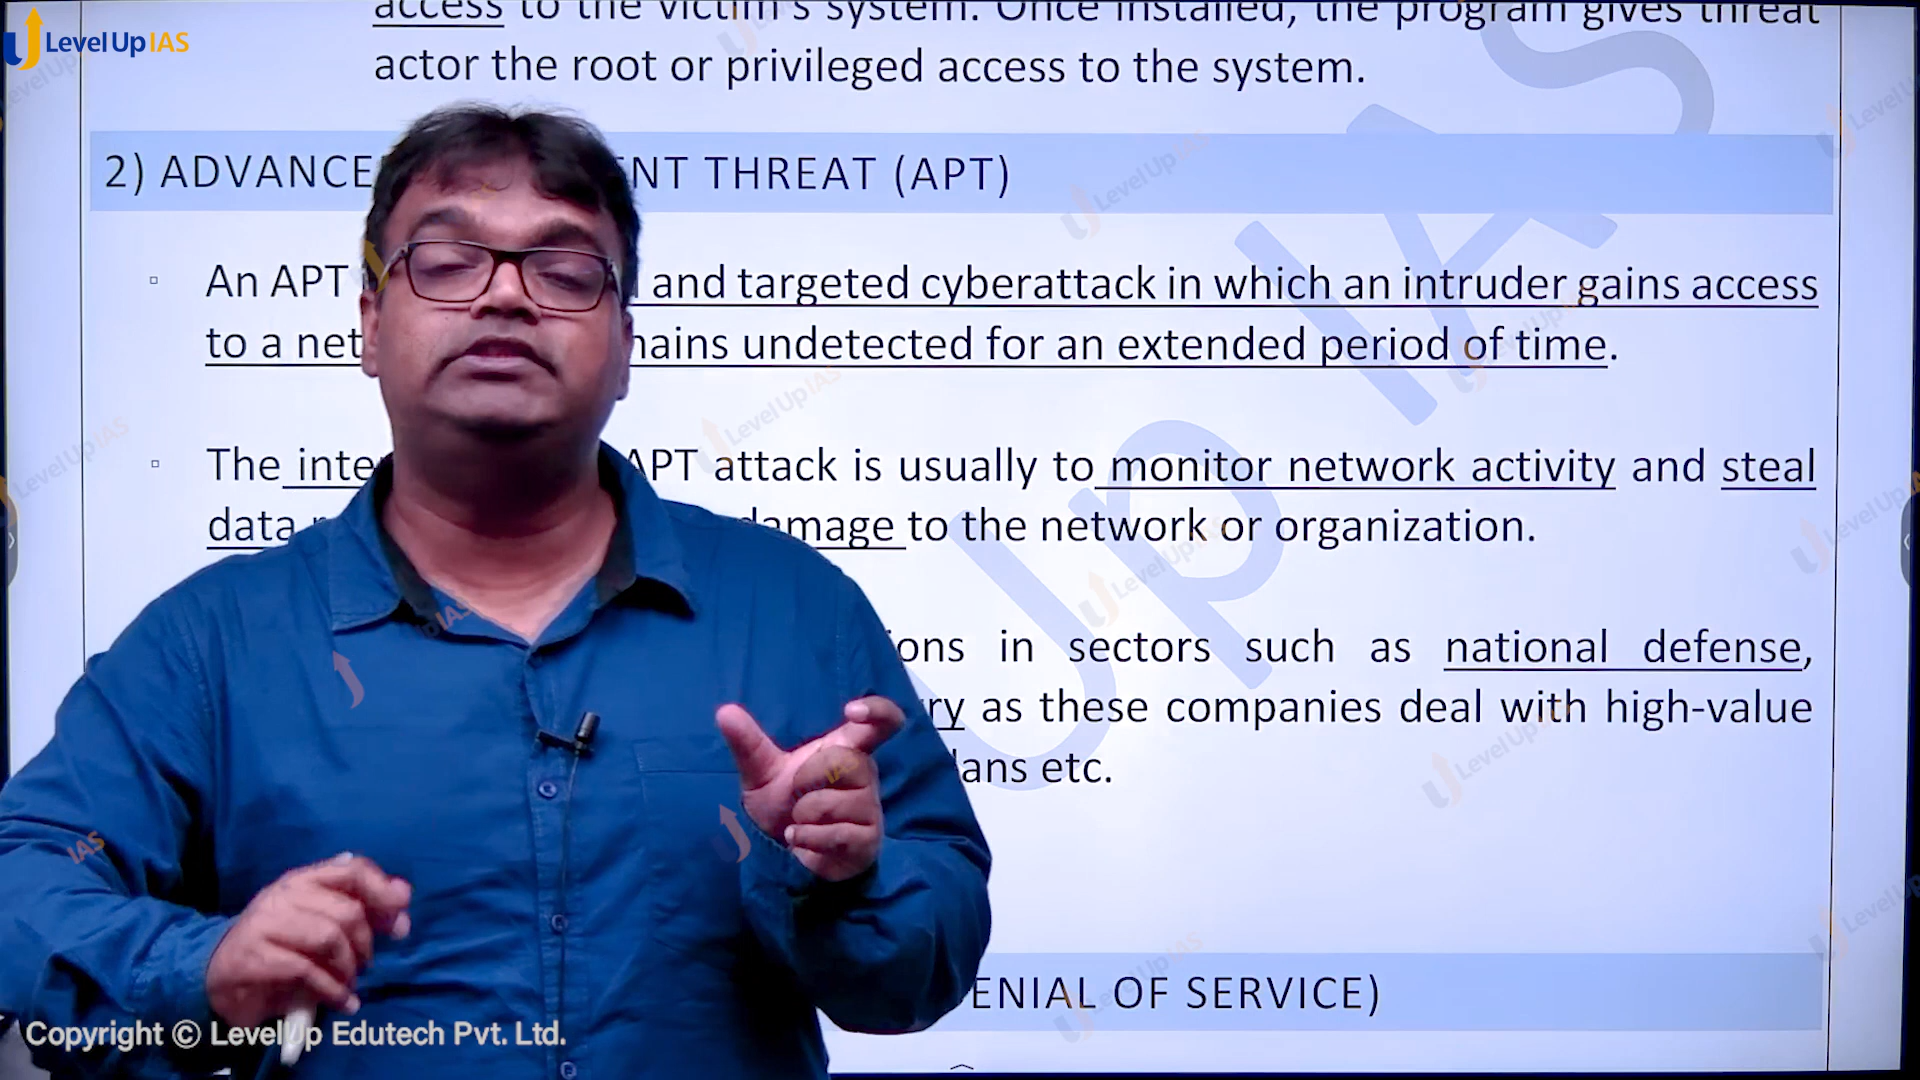 LevelUp IAS
access to the victim's system. Once installed, the program gives threat
actor the root or privileged access to the system.
2) ADVANCE NT THREAT (APT)
An APT and targeted cyberattack in which an intruder gains access
to a net mains undetected for an extended period of time.
The inte APT attack is usually to monitor network activity and steal
data damage to the network or organization.
ons in sectors such as national defense,
ry as these companies deal with high-value
lans etc.
ENIAL OF SERVICE)
Copyright © LevelUp Edutech Pvt. Ltd.